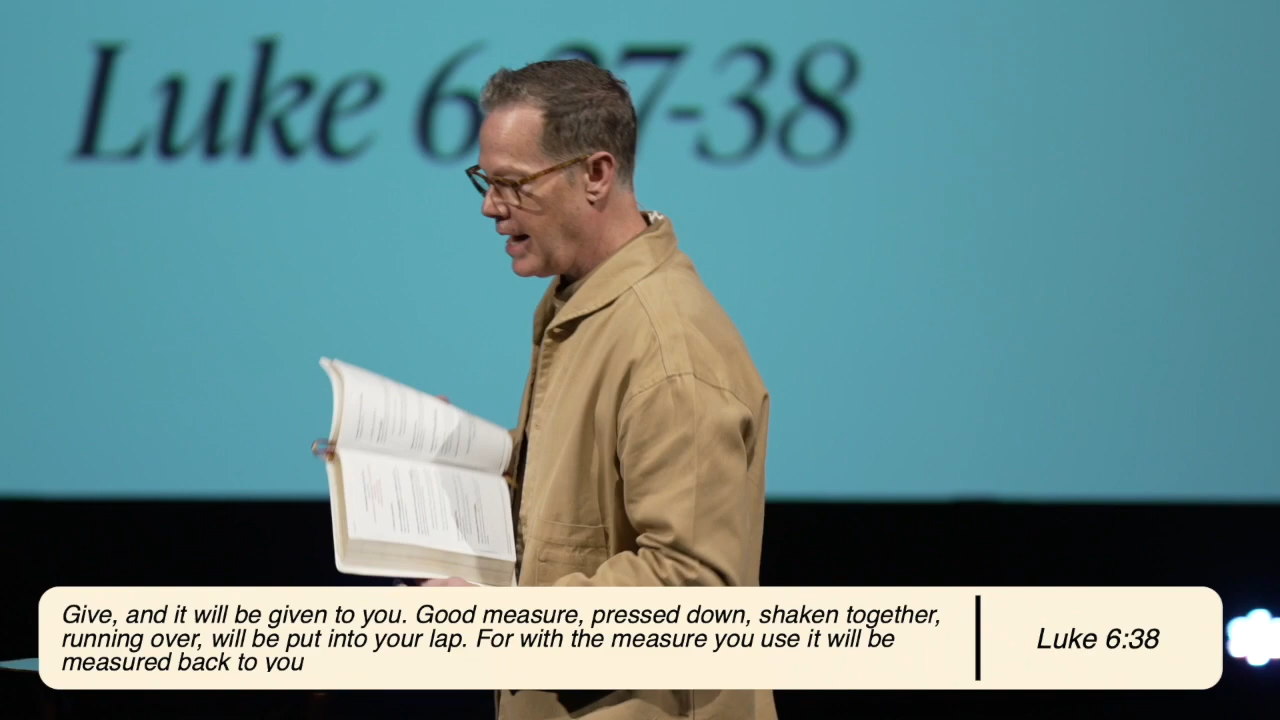 Luke 6:27-38
Give, and it will be given to you. Good measure, pressed down, shaken together,
running over, will be put into your lap. For with the measure you use it will be
measured back to you
Luke 6:38